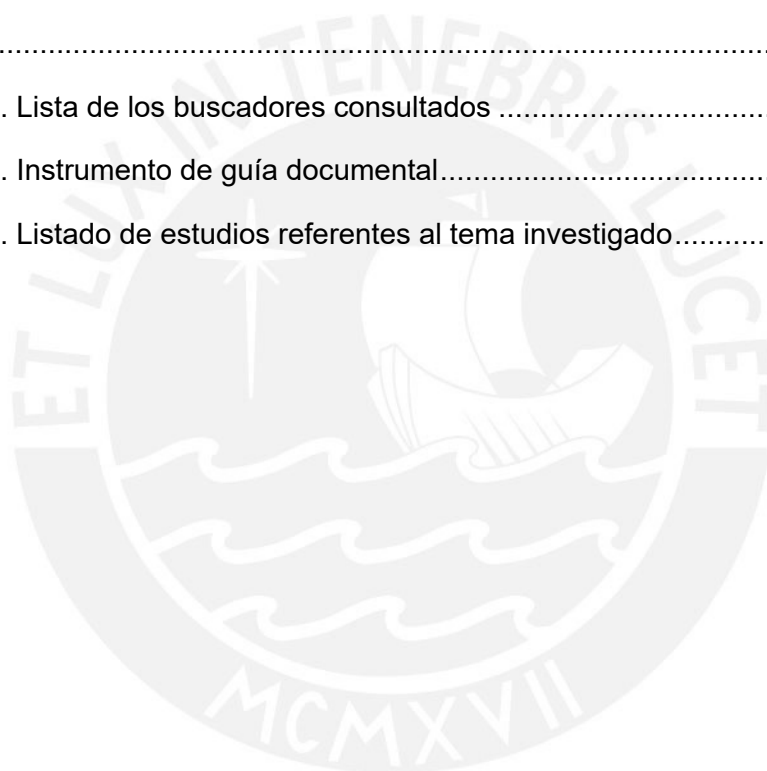 ................................................................................
. Lista de los buscadores consultados ................................
. Instrumento de guía documental.......................................
. Listado de estudios referentes al tema investigado............
ET LUX IN TENEBRIS LUCET
MCMXVII